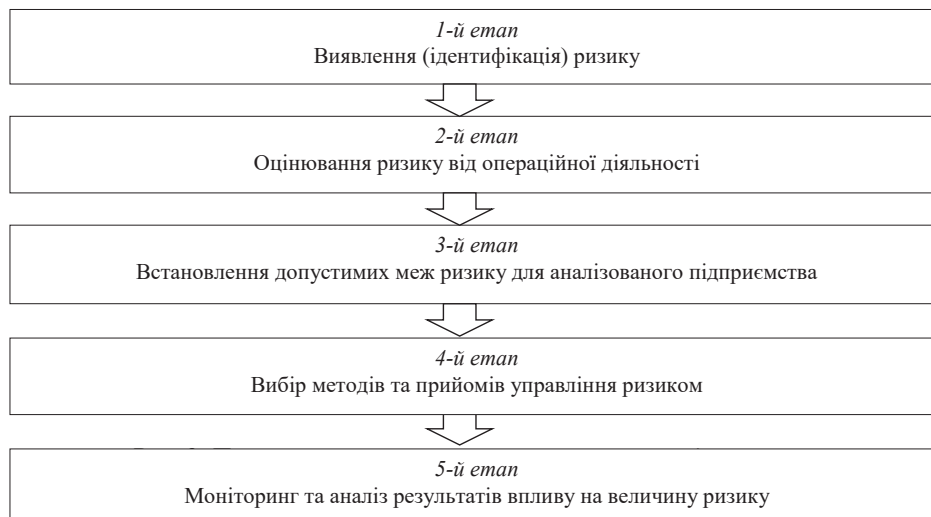 1-й етап
Виявлення (ідентифікація) ризику
2-й етап
Оцінювання ризику від операційної діяльності
3-й етап
Встановлення допустимих меж ризику для аналізованого підприємства
4-й етап
Вибір методів та прийомів управління ризиком
5-й етап
Моніторинг та аналіз результатів впливу на величину ризику